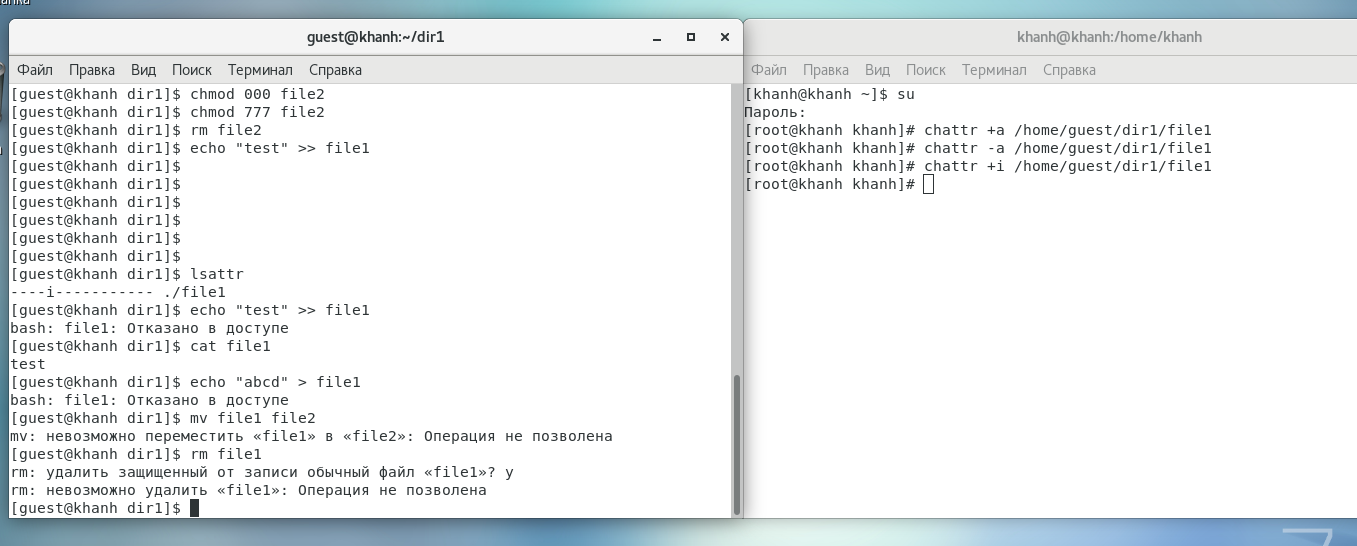 guest@khanh:~/dir1
Файл Правка Вид Поиск Терминал Справка
[guest@khanh dir1]$ chmod 000 file2
[guest@khanh dir1]$ chmod 777 file2
[guest@khanh dir1]$ rm file2
[guest@khanh dir1]$ echo "test" >> file1
[guest@khanh dir1]$
[guest@khanh dir1]$
[guest@khanh dir1]$
[guest@khanh dir1]$
[guest@khanh dir1]$
[guest@khanh dir1]$
[guest@khanh dir1]$ lsattr
----i----------- ./file1
[guest@khanh dir1]$ echo "test" >> file1
bash: file1: Отказано в доступе
[guest@khanh dir1]$ cat file1
test
[guest@khanh dir1]$ echo "abcd" > file1
bash: file1: Отказано в доступе
[guest@khanh dir1]$ mv file1 file2
mv: невозможно переместить «file1» в «file2»: Операция не позволена
[guest@khanh dir1]$ rm file1
rm: удалить защищенный от записи обычный файл «file1»? y
rm: невозможно удалить «file1»: Операция не позволена
[guest@khanh dir1]$
khanh@khanh:/home/khanh
Файл Правка Вид Поиск Терминал Справка
[khanh@khanh ~]$ su
Пароль:
[root@khanh khanh]# chattr +a /home/guest/dir1/file1
[root@khanh khanh]# chattr -a /home/guest/dir1/file1
[root@khanh khanh]# chattr +i /home/guest/dir1/file1
[root@khanh khanh]#